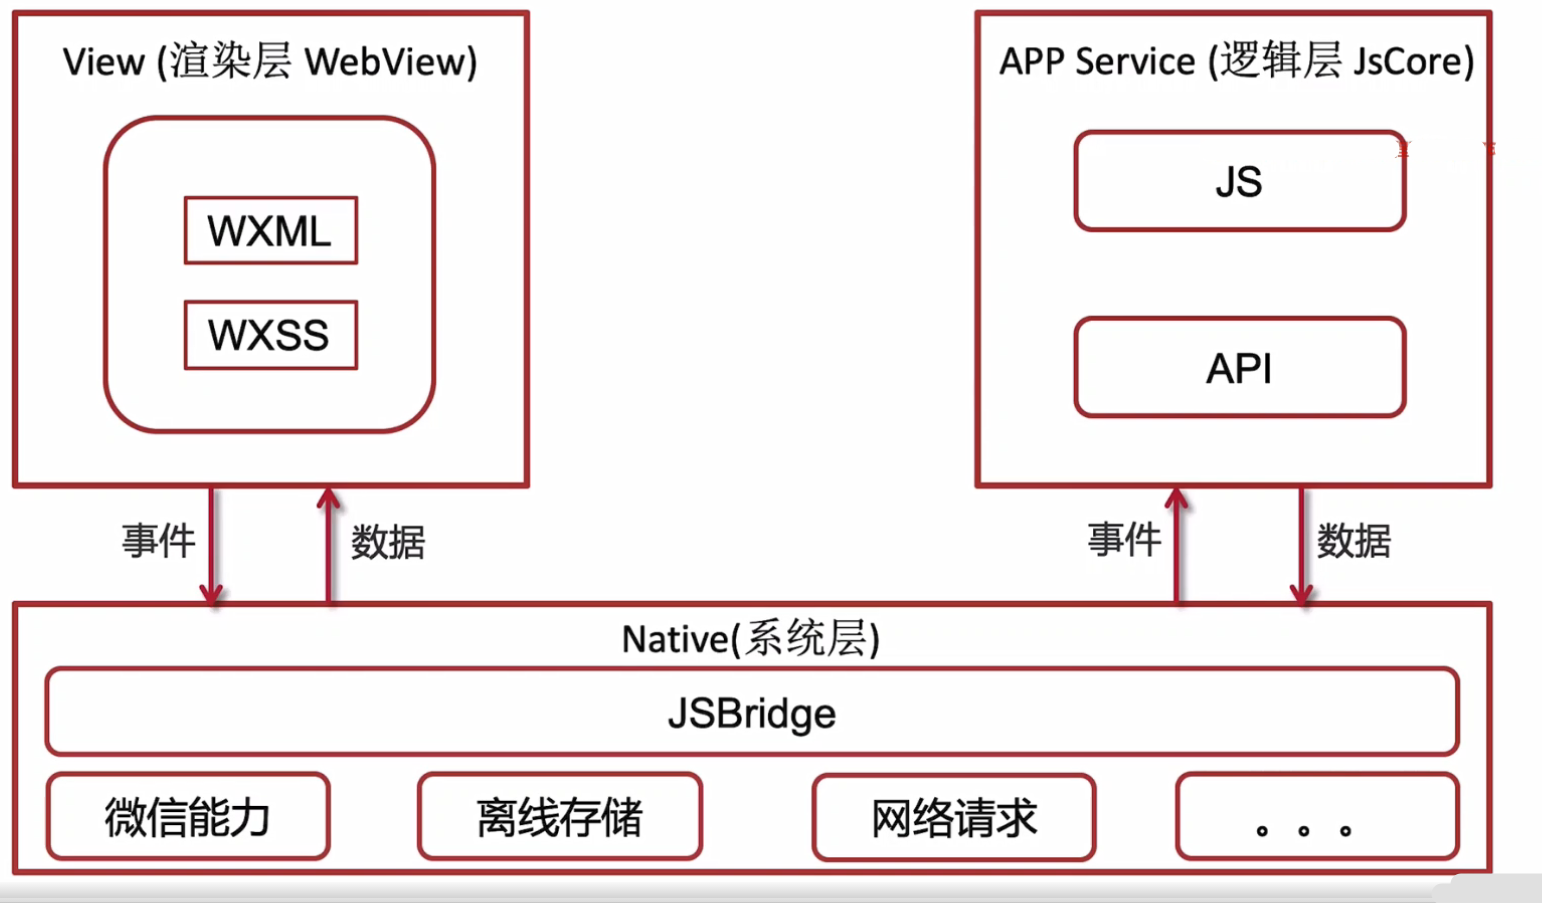 View (渲染层 WebView)
APP Service (逻辑层 JsCore)
WXML
WXSS
JS
API
事件
数据
事件
数据
Native(系统层)
JSBridge
微信能力
离线存储
网络请求
。。。